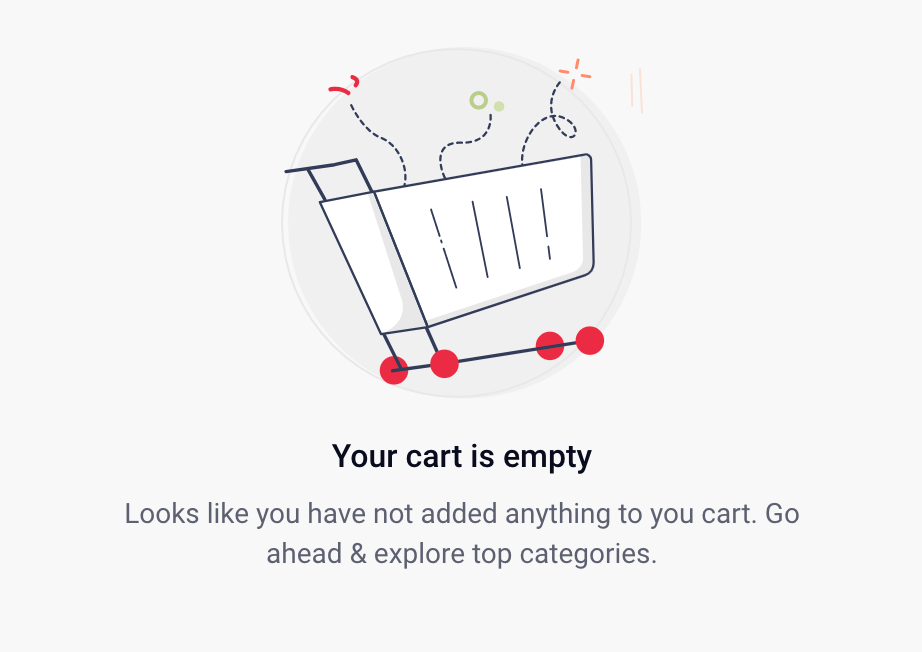 Your cart is empty
Looks like you have not added anything to you cart. Go
ahead & explore top categories.